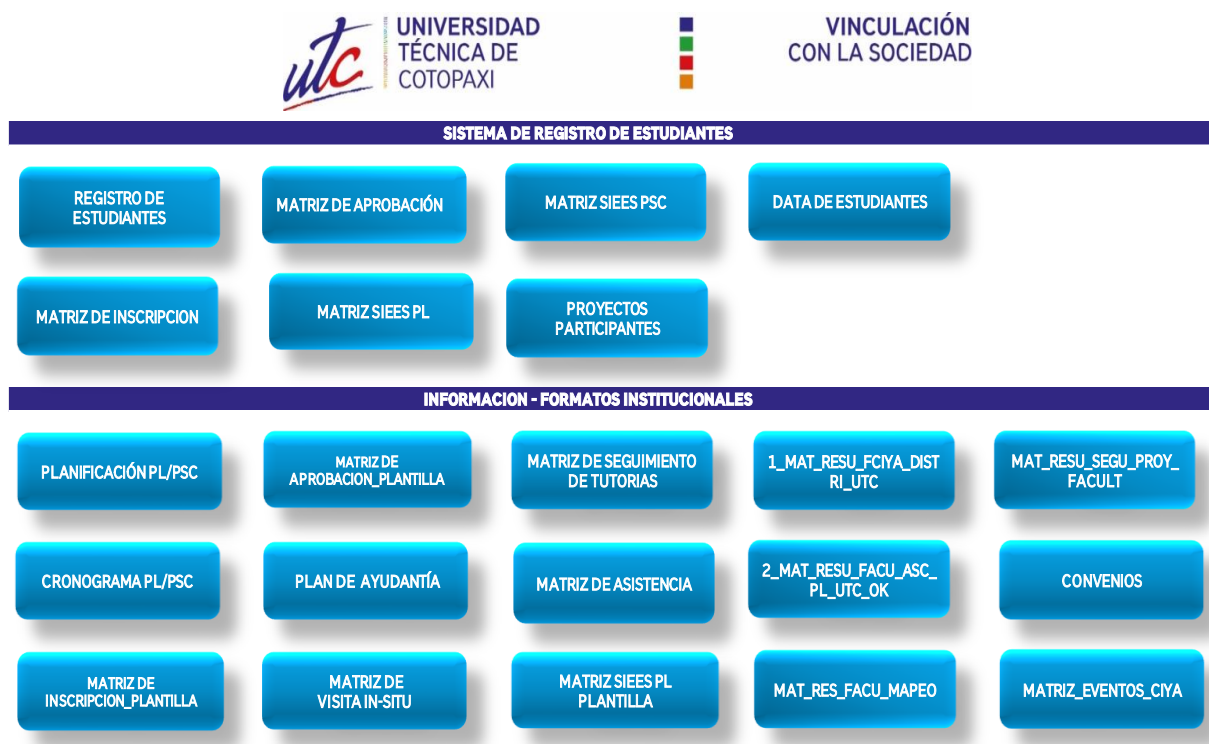 utc
UNIVERSIDAD
TÉCNICA DE
COTOPAXI
VINCULACIÓN
CON LA SOCIEDAD
SISTEMA DE REGISTRO DE ESTUDIANTES
REGISTRO DE
ESTUDIANTES
MATRIZ DE APROBACIÓN
MATRIZ SIEES PSC
DATA DE ESTUDIANTES
MATRIZ DE INSCRIPCION
MATRIZ SIEES PL
PROYECTOS
PARTICIPANTES
INFORMACION - FORMATOS INSTITUCIONALES
PLANIFICACIÓN PL/PSC
MATRIZ DE
APROBACION_PLANTILLA
MATRIZ DE SEGUIMIENTO
DE TUTORIAS
1_MAT_RESU_FCIYA_DIST
RI_UTC
MAT_RESU_SEGU_PROY_
FACULT
CRONOGRAMA PL/PSC
PLAN DE AYUDANTÍA
MATRIZ DE ASISTENCIA
2_MAT_RESU_FACU_ASC_
PL_UTC_OK
CONVENIOS
MATRIZ DE
INSCRIPCION_PLANTILLA
MATRIZ DE
VISITA IN-SITU
MATRIZ SIEES PL
PLANTILLA
MAT_RES_FACU_MAPEO
MATRIZ_EVENTOS_CIYA